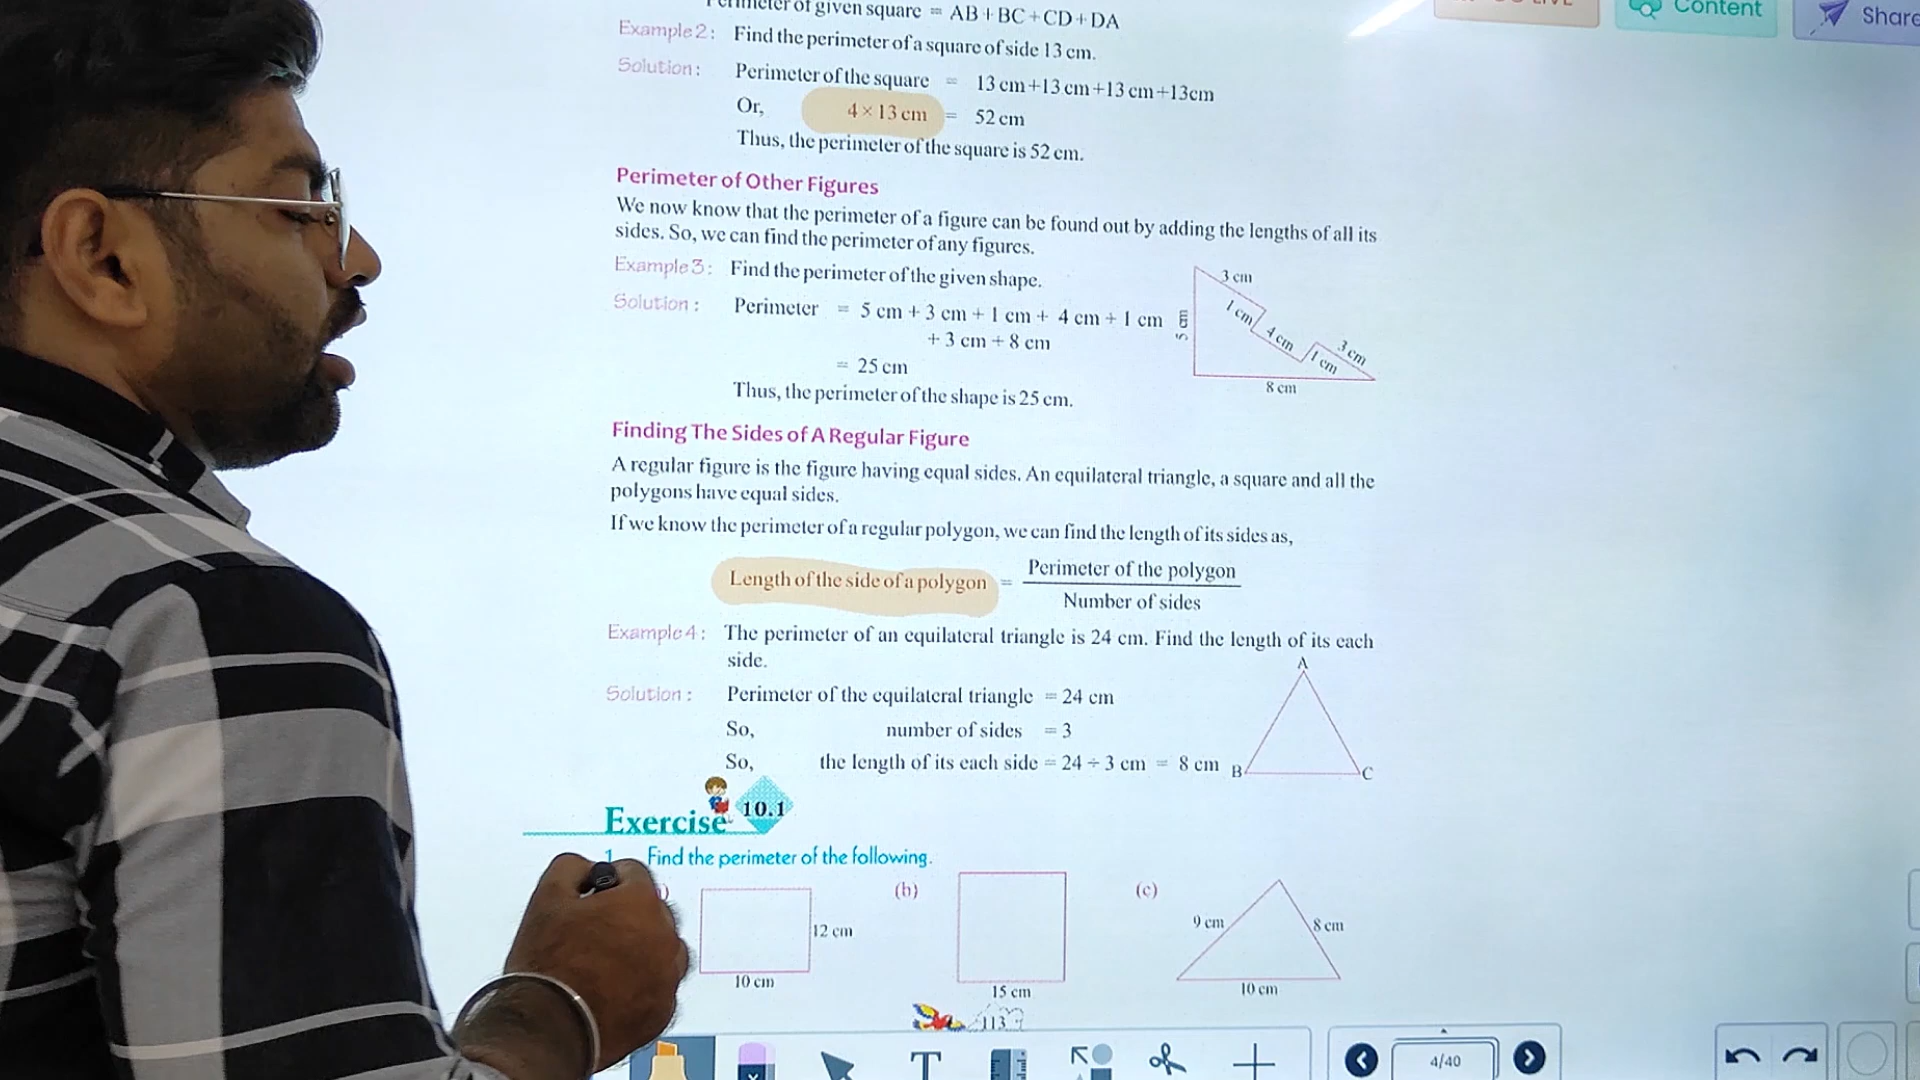 Perimeter of given square = AB + BC + CD + DA
Content
Share
Example 2: Find the perimeter of a square of side 13 cm.
Solution: Perimeter of the square = 13 cm+13 cm+13 cm+13cm
Or, 4 × 13 cm = 52 cm
Thus, the perimeter of the square is 52 cm.
Perimeter of Other Figures
We now know that the perimeter of a figure can be found out by adding the lengths of all its
sides. So, we can find the perimeter of any figures.
Example 3: Find the perimeter of the given shape.
Solution: Perimeter = 5 cm + 3 cm + 1 cm + 4 cm + 1 cm
+ 3 cm + 8 cm
= 25 cm
Thus, the perimeter of the shape is 25 cm.
3 cm
1 cm
5 cm
4 cm
3 cm
1 cm
8 cm
Finding The Sides of A Regular Figure
A regular figure is the figure having equal sides. An equilateral triangle, a square and all the
polygons have equal sides.
If we know the perimeter of a regular polygon, we can find the length of its sides as,
Length of the side of a polygon = Perimeter of the polygon
Number of sides
Example 4: The perimeter of an equilateral triangle is 24 cm. Find the length of its each
side.
Solution: Perimeter of the equilateral triangle = 24 cm
So, number of sides = 3
So, the length of its each side = 24 ÷ 3 cm = 8 cm
A
B
C
Exercise 10.1
1. Find the perimeter of the following.
(b)
(c)
12 cm
10 cm
15 cm
9 cm
8 cm
10 cm
113
T
4/40